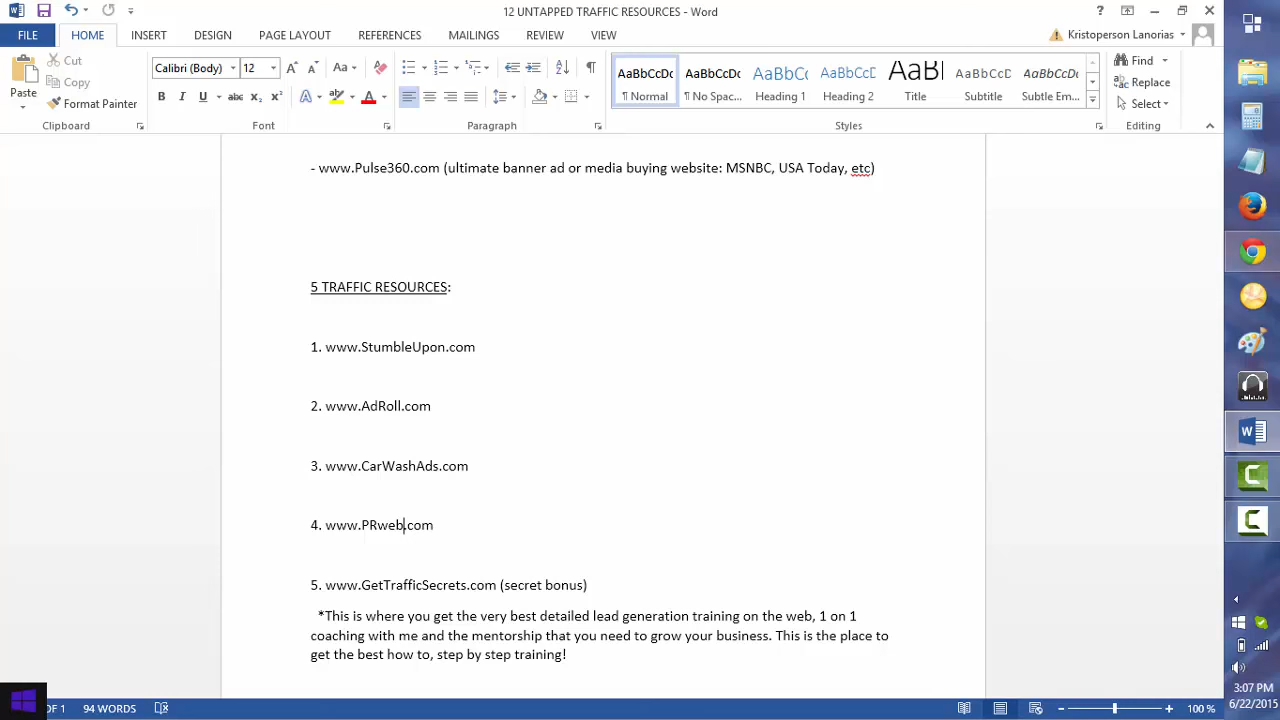 12 UNTAPPED TRAFFIC RESOURCES - Word
FILE HOME INSERT DESIGN PAGE LAYOUT REFERENCES MAILINGS REVIEW VIEW Kristoperson Lanorias
Paste
Cut
Copy
Format Painter
Calibri (Body) 12
AaBbCcDc AaBbCcDc AaBbCc AaBbCcC AaBl AaBbCcD AaBbCcDc
¶ Normal ¶ No Spac... Heading 1 Heading 2 Title Subtitle Subtle Em...
Find
Replace
Select
Clipboard Font Paragraph Styles Editing
- www.Pulse360.com (ultimate banner ad or media buying website: MSNBC, USA Today, etc)
5 TRAFFIC RESOURCES:
1. www.StumbleUpon.com
2. www.AdRoll.com
3. www.CarWashAds.com
4. www.PRweb.com
5. www.GetTrafficSecrets.com (secret bonus)
*This is where you get the very best detailed lead generation training on the web, 1 on 1
coaching with me and the mentorship that you need to grow your business. This is the place to
get the best how to, step by step training!
OF 1 94 WORDS 100 %
3:07 PM
6/22/2015